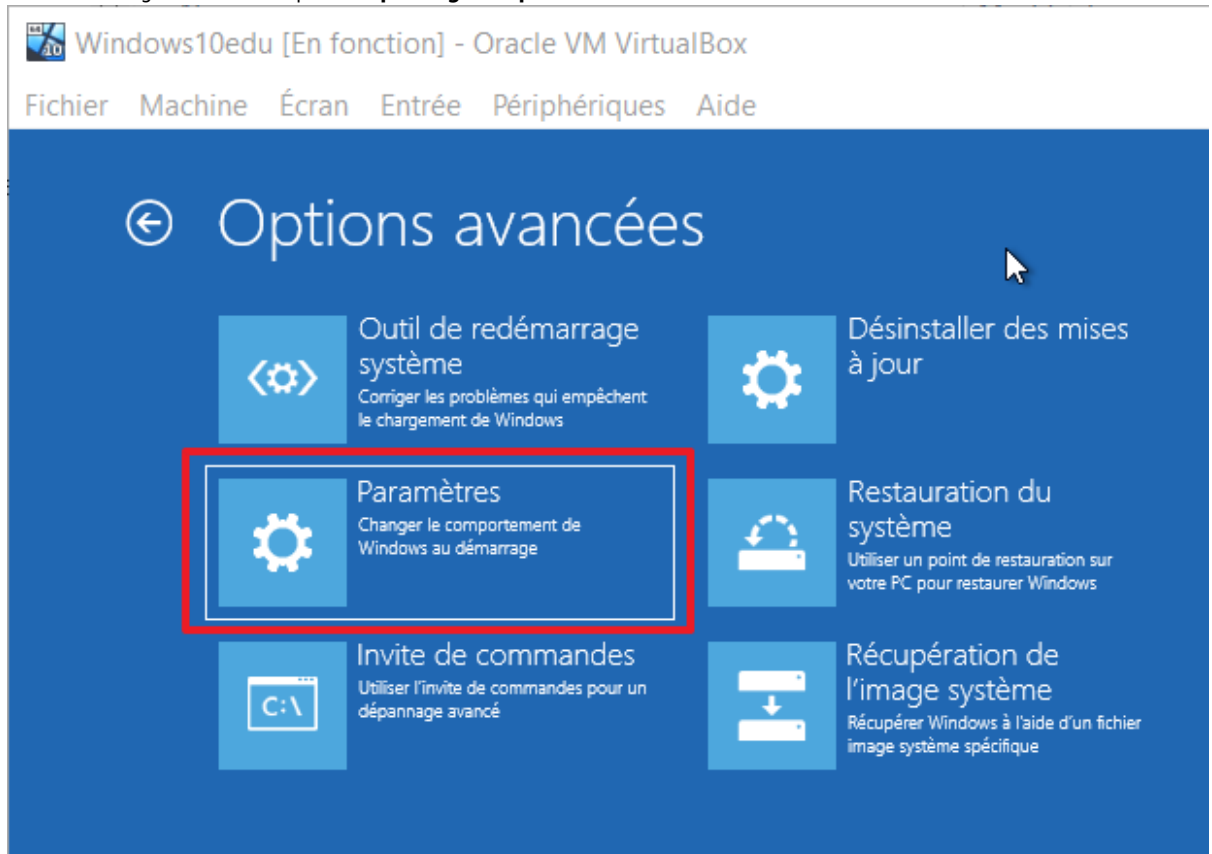 Windows10edu [En fonction] - Oracle VM VirtualBox
Fichier Machine Écran Entrée Périphériques Aide
Options avancées
Outil de redémarrage
système
Corriger les problèmes qui empêchent
le chargement de Windows
Désinstaller des mises
à jour
Paramètres
Changer le comportement de
Windows au démarrage
Restauration du
système
Utiliser un point de restauration sur
votre PC pour restaurer Windows
Invite de commandes
Utiliser l'invite de commandes pour un
dépannage avancé
C:\
Récupération de
l'image système
Récupérer Windows à l'aide d'un fichier
image système spécifique